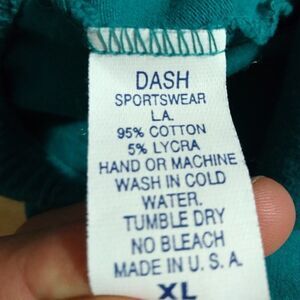 DASH
SPORTSWEAR
L.A.
95% COTTON
5% LYCRA
HAND OR MACHINE
WASH IN COLD
WATER.
TUMBLE DRY
NO BLEACH
MADE IN U. S. A.
XL